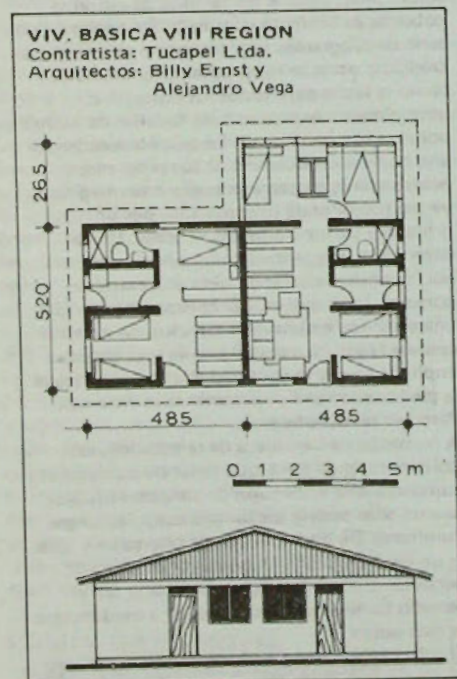 VIV. BASICA VIII REGION
Contratista: Tucapel Ltda.
Arquitectos: Billy Ernst y
Alejandro Vega
265
520
485 485
0 1 2 3 4 5 m